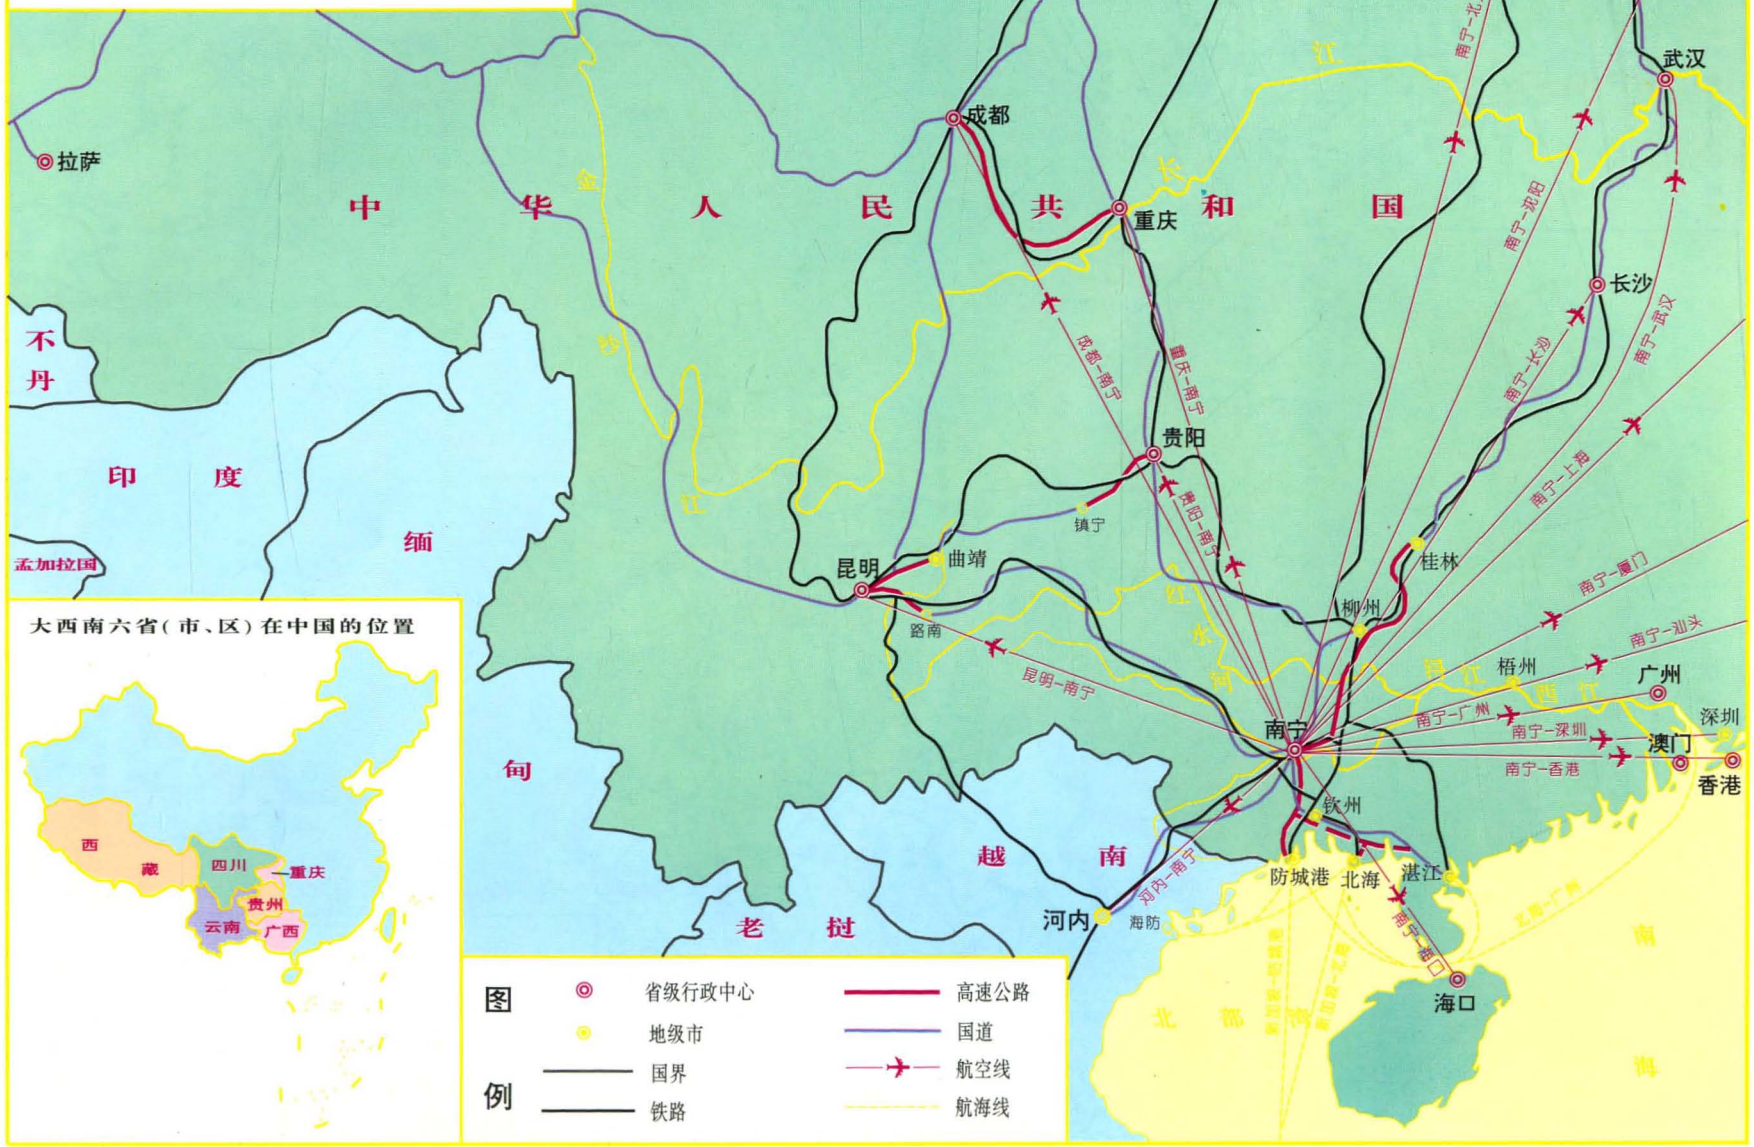 武汉
成都
拉萨
江
南宁-北
长
金
中华人民共和国
重庆
南宁-沈阳
长沙
不丹
沙
成都-南宁
重庆-南宁
南宁-长沙
南宁-武汉
贵阳
印度
江
南宁-上海
贵阳-南宁
镇宁
缅甸
孟加拉国
昆明
曲靖
桂林
南宁-厦门
红水河
柳州
路南
南宁-汕头
昆明-南宁
浔江
梧州
西江
广州
南宁-广州
深圳
南宁
南宁-深圳
澳门
南宁-香港
香港
钦州
越南
河内-南宁
防城港
北海
湛江
河内
海防
老挝
南宁-海口
海口
北部湾
南海
大西南六省(市、区)在中国的位置
西藏
四川
重庆
贵州
云南
广西
图例
省级行政中心
高速公路
地级市
国道
国界
航空线
铁路
航海线